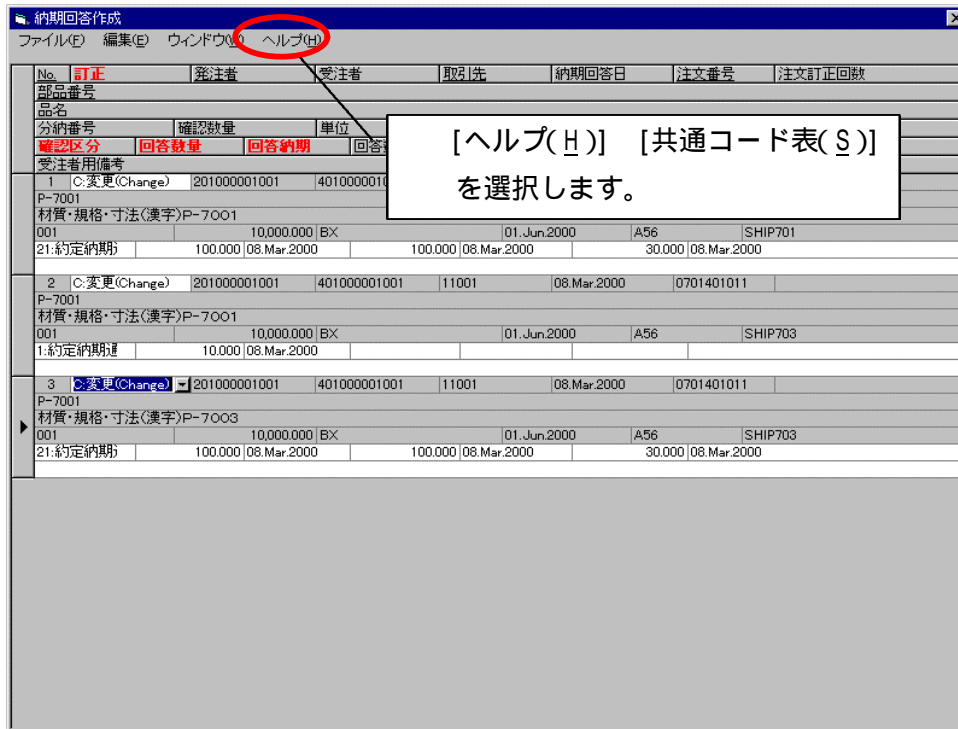 納期回答作成
ファイル(F) 編集(E) ウィンドウ(W) ヘルプ(H)
No. 訂正 発注者 受注者 取引先 納期回答日 注文番号 注文訂正回数
部品番号
品名
分納番号 確認数量 単位
確認区分 回答数量 回答納期
受注者用備考
[ヘルプ(H)] [共通コード表(S)]
を選択します。
1 C:変更(Change) 201000001001
P-7001
材質・規格・寸法(漢字)P-7001
001 10,000.000 BX 01.Jun.2000 A56 SHIP701
21:約定納期 100.000 08.Mar.2000 100.000 08.Mar.2000 30.000 08.Mar.2000
2 C:変更(Change) 201000001001 401000001001 11001 08.Mar.2000 0701401011
P-7001
材質・規格・寸法(漢字)P-7001
001 10,000.000 BX 01.Jun.2000 A56 SHIP703
1:約定納期 10.000 08.Mar.2000
3 C:変更(Change) 201000001001 401000001001 11001 08.Mar.2000 0701401011
P-7001
材質・規格・寸法(漢字)P-7003
001 10,000.000 BX 01.Jun.2000 A56 SHIP703
21:約定納期 100.000 08.Mar.2000 100.000 08.Mar.2000 30.000 08.Mar.2000